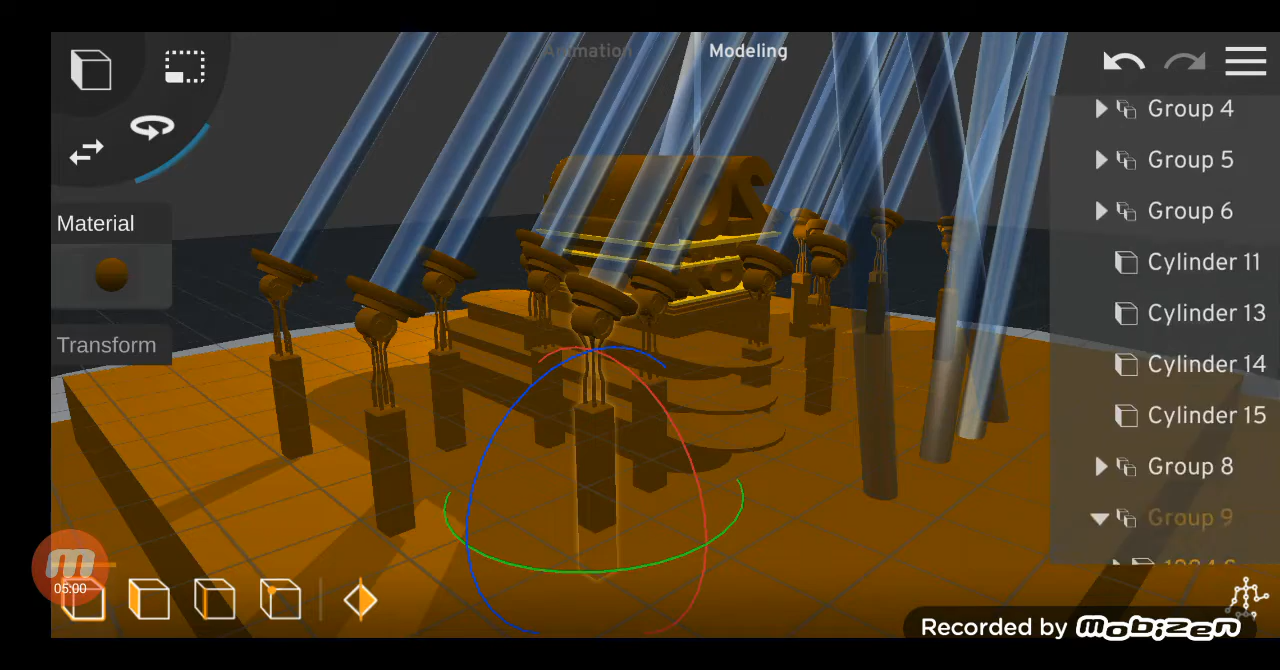 Animation
Modeling
Material
Transform
Group 4
Group 5
Group 6
Cylinder 11
Cylinder 13
Cylinder 14
Cylinder 15
Group 8
Group 9
05:00
Recorded by mobizen